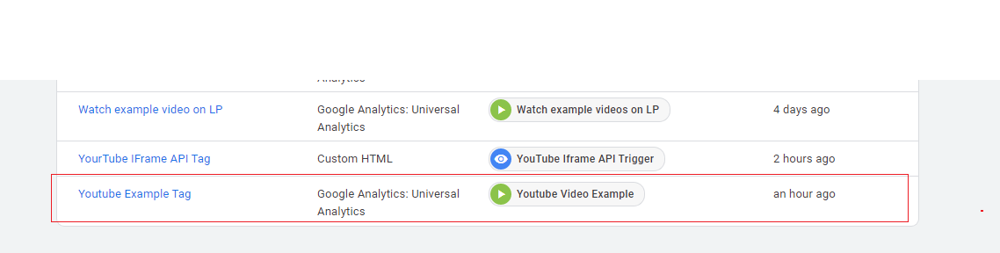 Analytics
Watch example video on LP
Google Analytics: Universal
Analytics
Watch example videos on LP
4 days ago
YourTube IFrame API Tag
Custom HTML
YouTube Iframe API Trigger
2 hours ago
Youtube Example Tag
Google Analytics: Universal
Analytics
Youtube Video Example
an hour ago